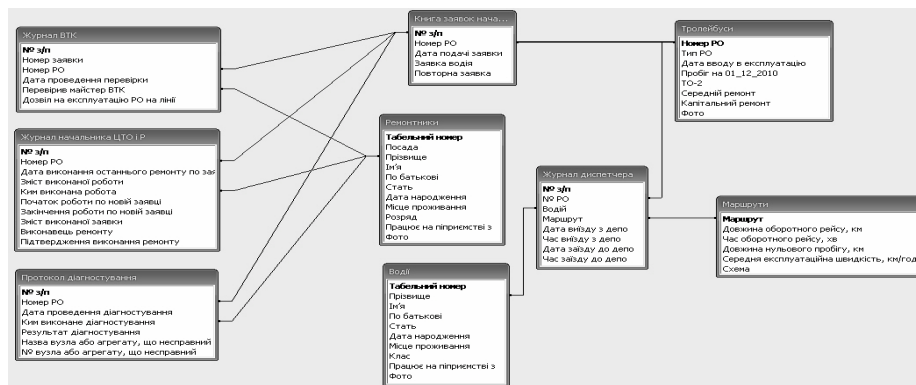 Журнал ВТК
№ з/п
Номер заявки
Номер РО
Дата проведення перевірки
Перевірив майстер ВТК
Дозвіл на експлуатацію РО на лінії
Журнал начальника ЦТО і Р
№ з/п
Номер РО
Дата виконання останнього ремонту по зая
Зміст виконаної роботи
Ким виконана робота
Початок роботи по новій заявці
Закінчення роботи по новій заявці
Зміст виконаної заявки
Виконавець ремонту
Підтвердження виконання ремонту
Протокол діагностування
№ з/п
Номер РО
Дата проведення діагностування
Ким виконане діагностування
Результат діагностування
Назва вузла або агрегату, що несправний
№ вузла або агрегату, що несправний
Книга заявок нача...
№ з/п
Номер РО
Дата подачі заявки
Заявка водія
Повторна заявка
Ремонтники
Табельний номер
Посада
Прізвище
Ім'я
По батькові
Стать
Дата народження
Місце проживання
Розряд
Працює на піприємстві з
Фото
Водії
Табельний номер
Прізвище
Ім'я
По батькові
Стать
Дата народження
Місце проживання
Клас
Працює на піприємстві з
Фото
Журнал диспетчера
№ з/п
№ РО
Водій
Маршрут
Дата виїзду з депо
Час виїзду з депо
Дата заїзду до депо
Час заїзду до депо
Тролейбуси
Номер РО
Тип РО
Дата вводу в експлуатацію
Пробіг на 01_12_2010
ТО-2
Середній ремонт
Капітальний ремонт
Фото
Маршрути
Маршрут
Довжина оборотного рейсу, км
Час оборотного рейсу, хв
Довжина нульового пробігу, км
Середня експлуатаційна швидкість, км/год
Схема